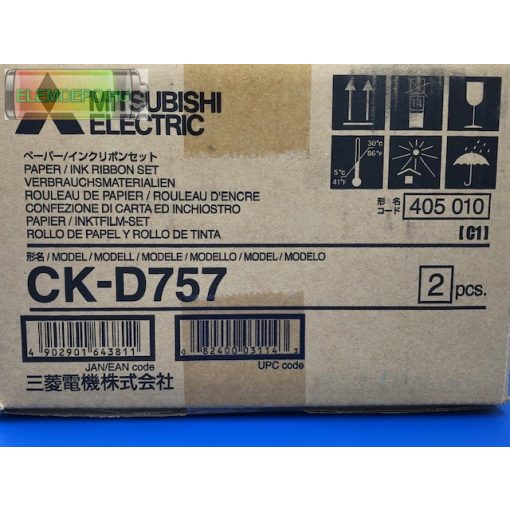 ELEMDEPO
MITSUBISHI
ELECTRIC
14
30℃
86°F
5℃
41°F
ペーパー/インクリボンセット
PAPER / INK RIBBON SET
VERBRAUCHSMATERIALIEN
ROULEAU DE PAPIER / ROULEAU D'ENCRE
CONFEZIONE DI CARTA ED INCHIOSTRO
PAPIER / INKTFILM-SET
ROLLO DE PAPEL Y ROLLO DE TINTA
形名コード 405 010
[C1]
形名 / MODEL / MODELL / MODELE / MODELLO / MODEL / MODELO
CK-D757
2 pcs.
4 902901 643811
0 82400 03114 3
JAN/EAN code
UPC code
三菱電機株式会社